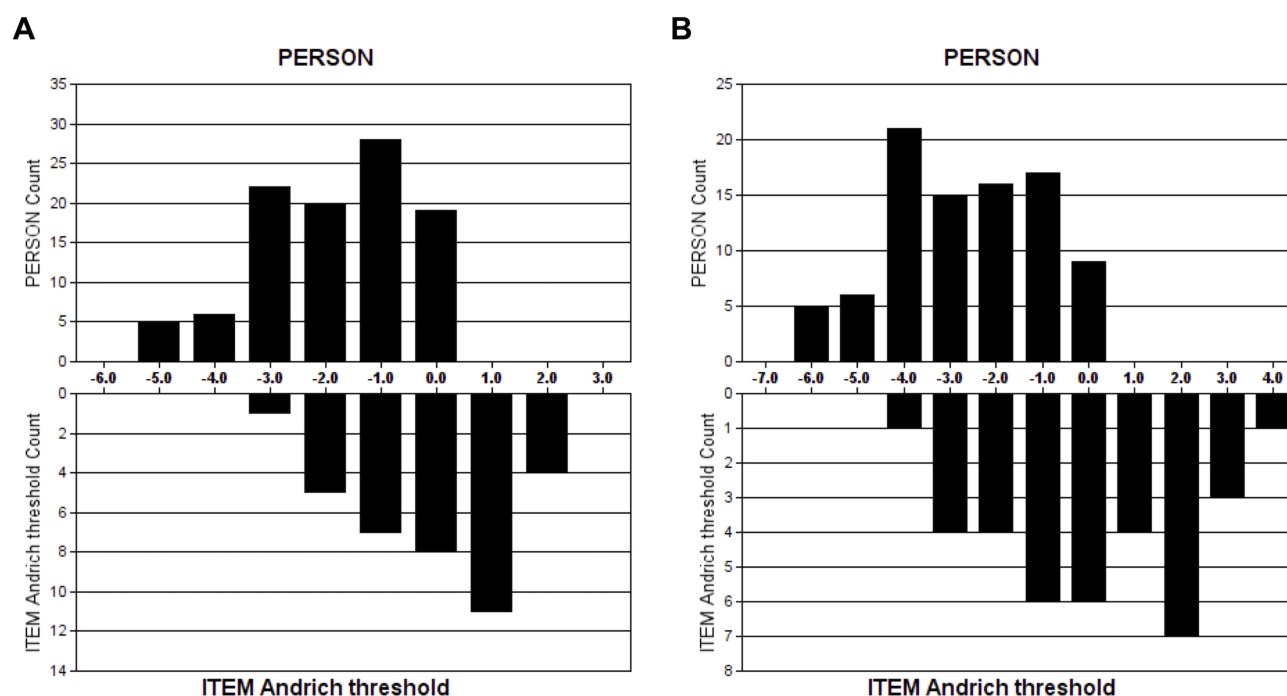 A
PERSON
PERSON Count
35
30
25
20
15
10
5
0
-6.0 -5.0 -4.0 -3.0 -2.0 -1.0 0.0 1.0 2.0 3.0
ITEM Andrich threshold Count
0
2
4
6
8
10
12
14
ITEM Andrich threshold
B
PERSON
PERSON Count
25
20
15
10
5
0
-7.0 -6.0 -5.0 -4.0 -3.0 -2.0 -1.0 0.0 1.0 2.0 3.0 4.0
ITEM Andrich threshold Count
0
1
2
3
4
5
6
7
8
ITEM Andrich threshold